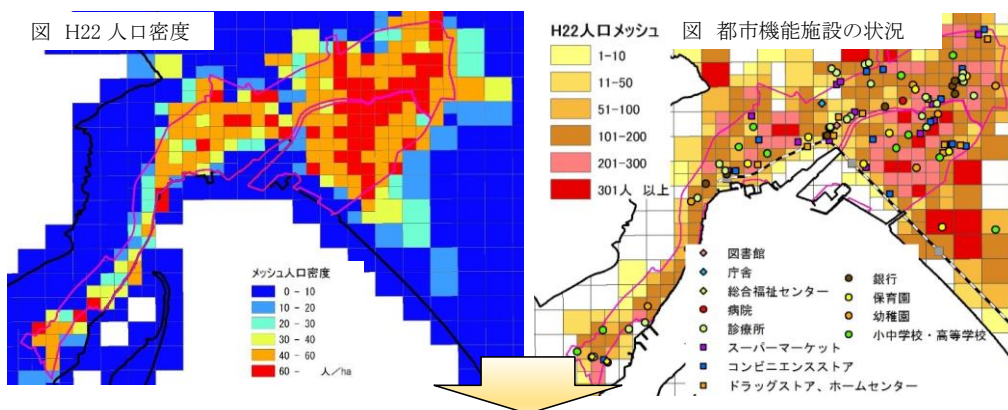 図 H22 人口密度
メッシュ人口密度
0 - 10
10 - 20
20 - 30
30 - 40
40 - 60
60 - 人／ha
図 都市機能施設の状況
H22人口メッシュ
1-10
11-50
51-100
101-200
201-300
301人 以上
図書館
庁舎
総合福祉センター
病院
診療所
スーパーマーケット
コンビニエンスストア
ドラッグストア、ホームセンター
銀行
保育園
幼稚園
小中学校・高等学校